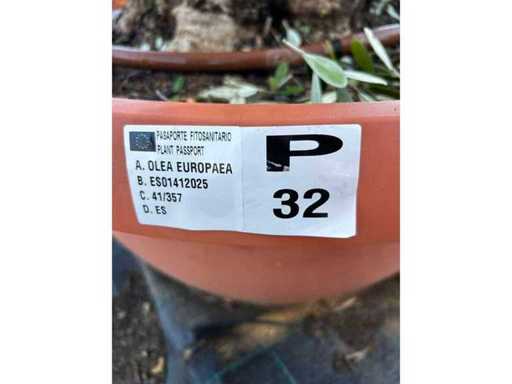 PASAPORTE FITOSANITARIO
PLANT PASSPORT
A. OLEA EUROPAEA
B. ES01412025
C. 41/357
D. ES
P
32